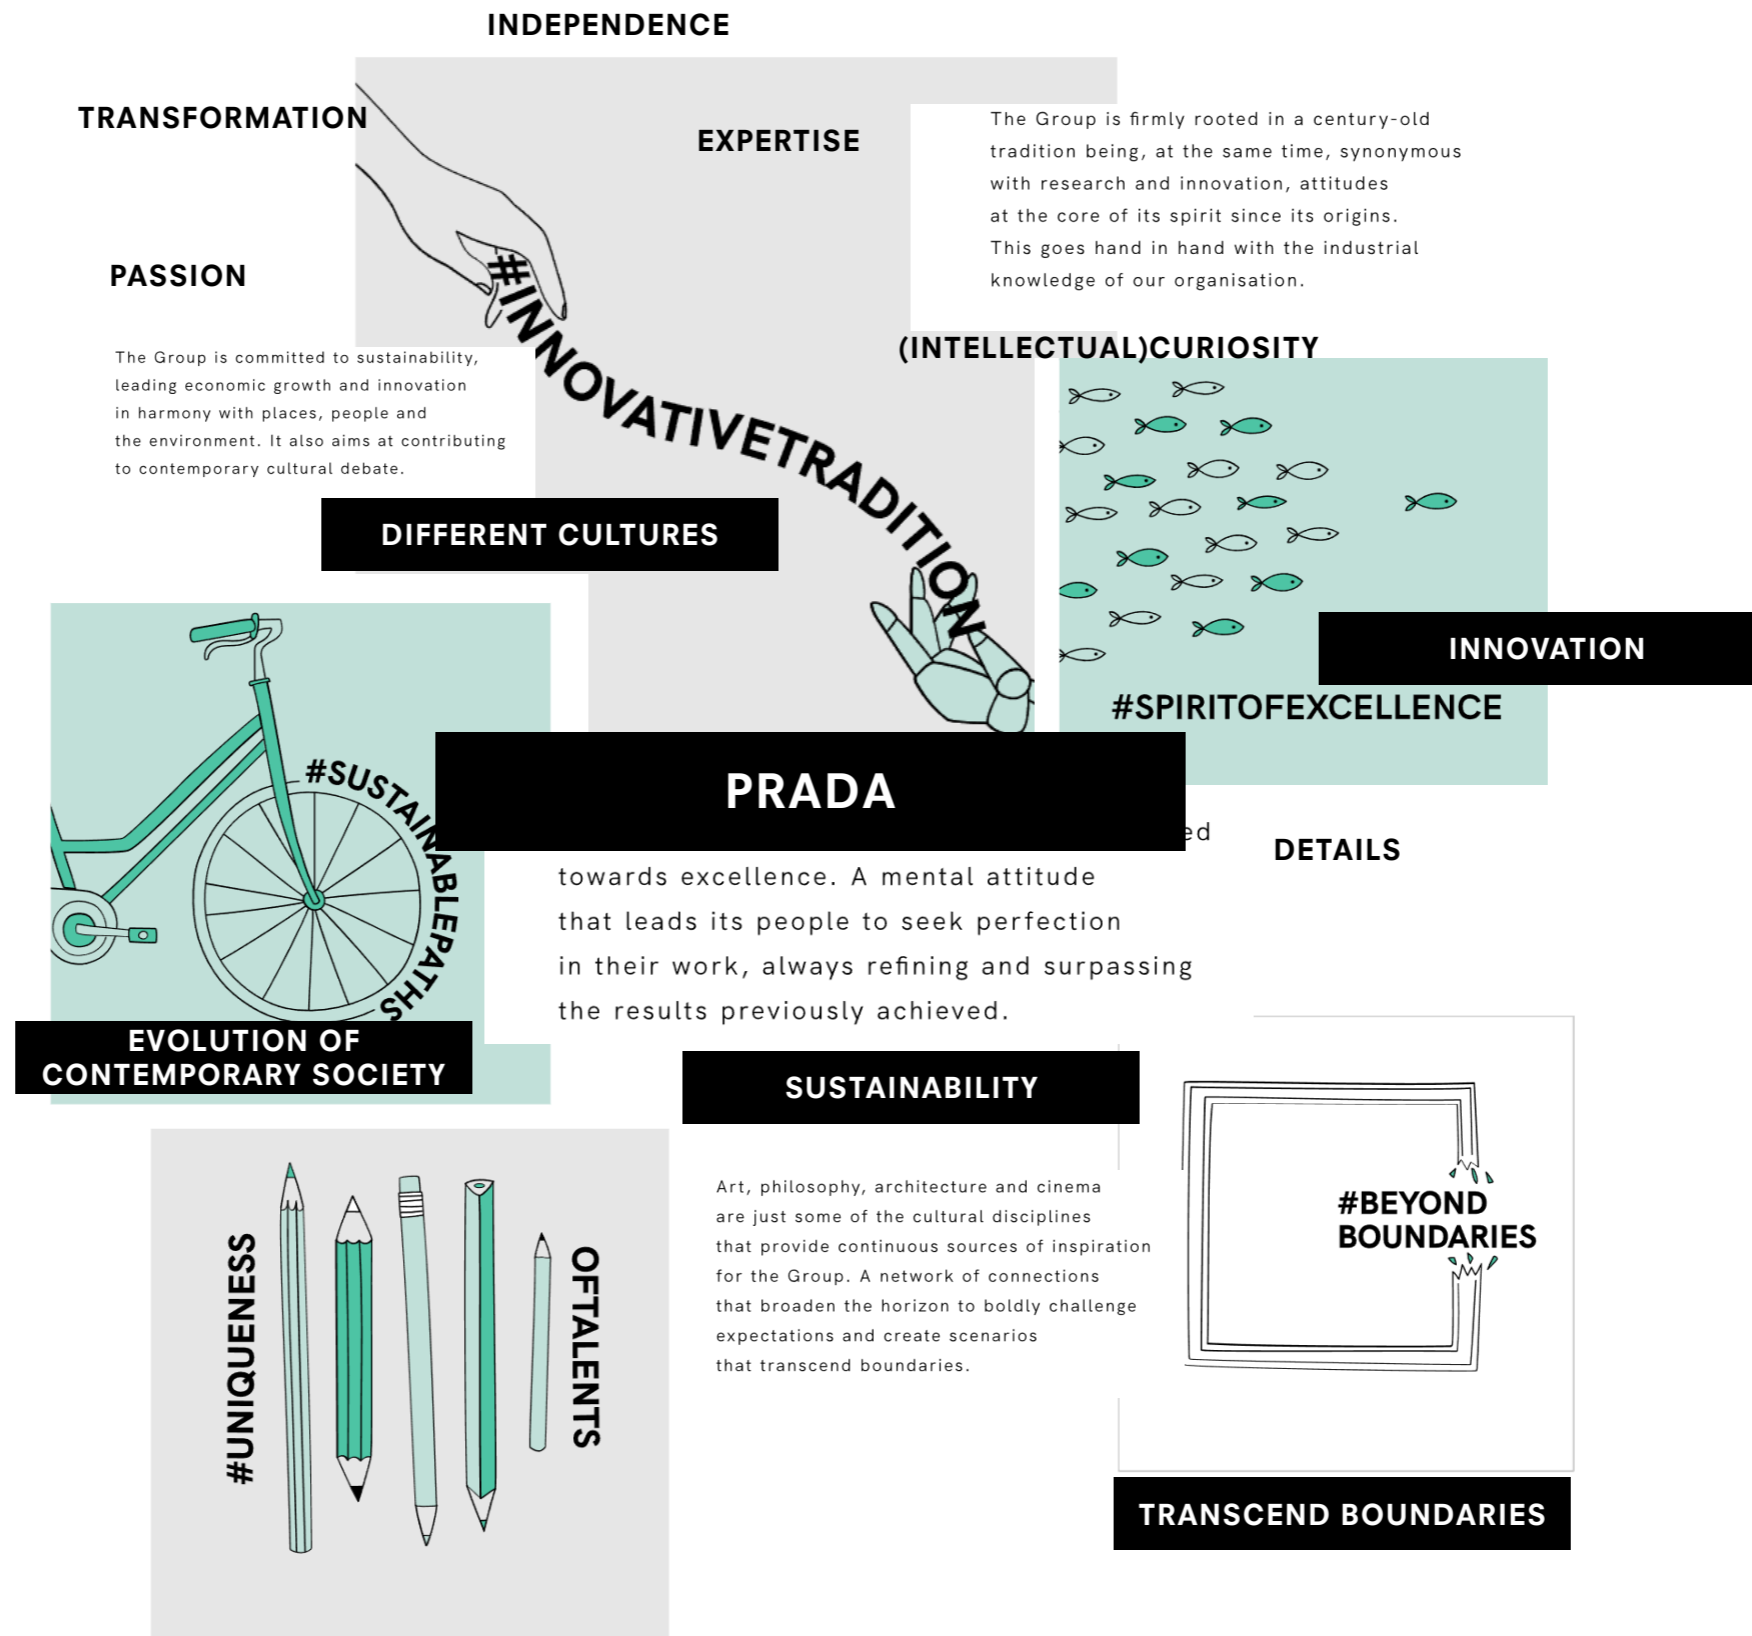 INDEPENDENCE
TRANSFORMATION
EXPERTISE
The Group is firmly rooted in a century-old
tradition being, at the same time, synonymous
with research and innovation, attitudes
at the core of its spirit since its origins.
This goes hand in hand with the industrial
knowledge of our organisation.
PASSION
#INNOVATIVETRADITION
(INTELLECTUAL)CURIOSITY
The Group is committed to sustainability,
leading economic growth and innovation
in harmony with places, people and
the environment. It also aims at contributing
to contemporary cultural debate.
DIFFERENT CULTURES
INNOVATION
#SPIRITOFEXCELLENCE
PRADA
#SUSTAINABLEPATHS
ed
DETAILS
towards excellence. A mental attitude
that leads its people to seek perfection
in their work, always refining and surpassing
the results previously achieved.
EVOLUTION OF
CONTEMPORARY SOCIETY
SUSTAINABILITY
Art, philosophy, architecture and cinema
are just some of the cultural disciplines
that provide continuous sources of inspiration
for the Group. A network of connections
that broaden the horizon to boldly challenge
expectations and create scenarios
that transcend boundaries.
#BEYOND
BOUNDARIES
#UNIQUENESS
OFTALENTS
TRANSCEND BOUNDARIES